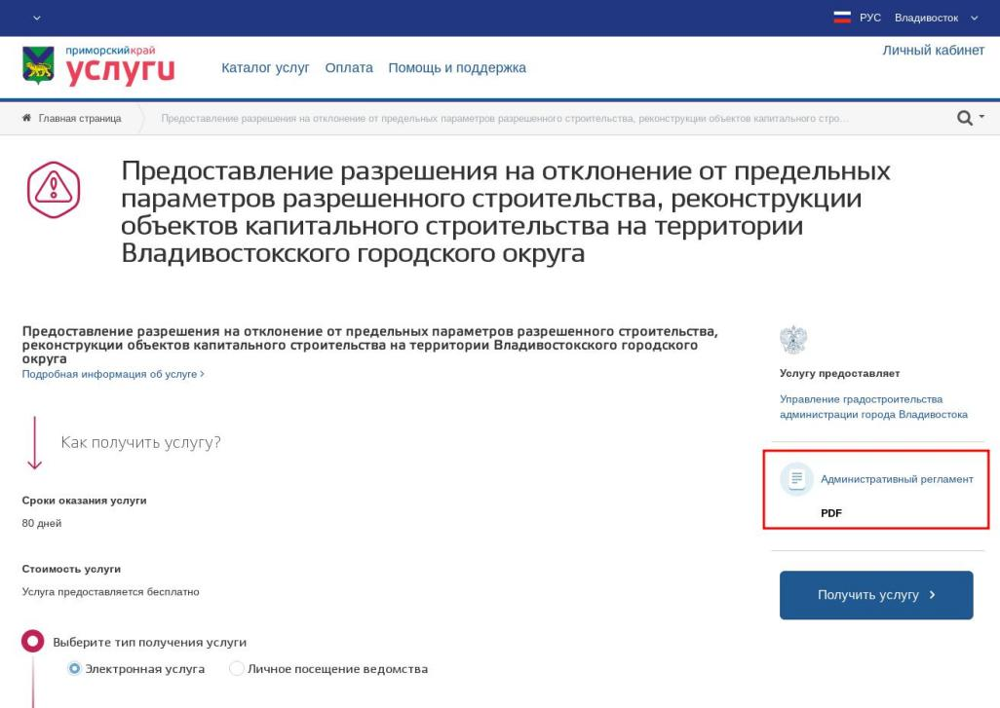 РУС Владивосток
приморскийкрай
услуги
Каталог услуг Оплата Помощь и поддержка
Личный кабинет
Главная страница
Предоставление разрешения на отклонение от предельных параметров разрешенного строительства, реконструкции объектов капитального стро...
Предоставление разрешения на отклонение от предельных
параметров разрешенного строительства, реконструкции
объектов капитального строительства на территории
Владивостокского городского округа
Предоставление разрешения на отклонение от предельных параметров разрешенного строительства,
реконструкции объектов капитального строительства на территории Владивостокского городского
округа
Подробная информация об услуге
Как получить услугу?
Сроки оказания услуги
80 дней
Стоимость услуги
Услуга предоставляется бесплатно
Выберите тип получения услуги
Электронная услуга Личное посещение ведомства
Услугу предоставляет
Управление градостроительства
администрации города Владивостока
Административный регламент
PDF
Получить услугу